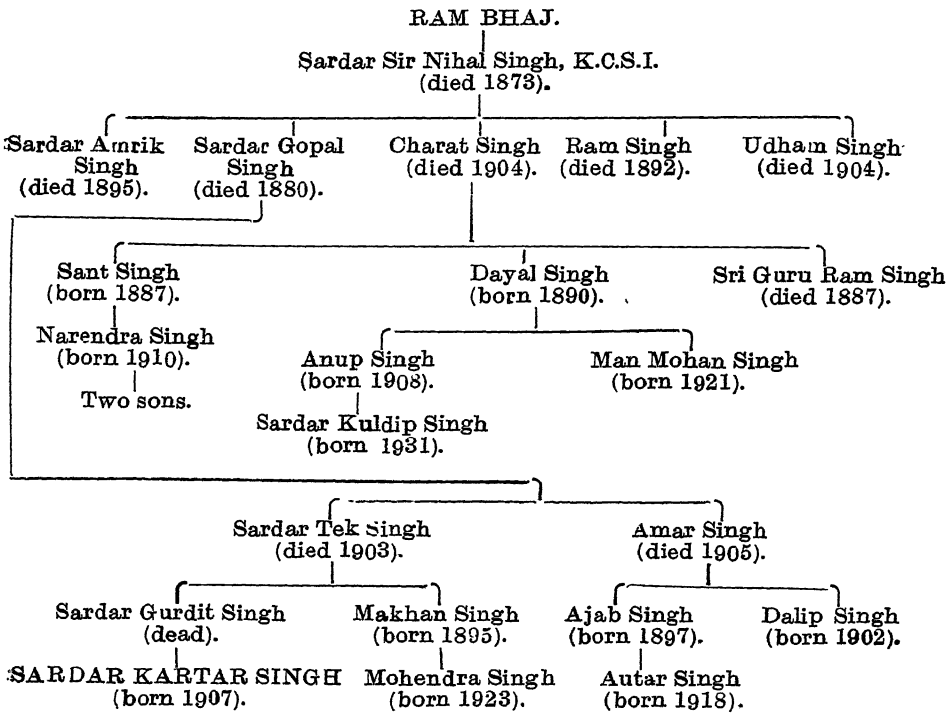 RAM BHAJ.
Sardar Sir Nihal Singh, K.C.S.I.
(died 1873).
Sardar Amrik Singh (died 1895).
Sardar Gopal Singh (died 1880).
Charat Singh (died 1904).
Ram Singh (died 1892).
Udham Singh (died 1904).
Sant Singh (born 1887).
Dayal Singh (born 1890).
Sri Guru Ram Singh (died 1887).
Narendra Singh (born 1910).
Anup Singh (born 1908).
Man Mohan Singh (born 1921).
Two sons.
Sardar Kuldip Singh (born 1931).
Sardar Tek Singh (died 1903).
Amar Singh (died 1905).
Sardar Gurdit Singh (dead).
Makhan Singh (born 1895).
Ajab Singh (born 1897).
Dalip Singh (born 1902).
SARDAR KARTAR SINGH (born 1907).
Mohendra Singh (born 1923).
Autar Singh (born 1918).